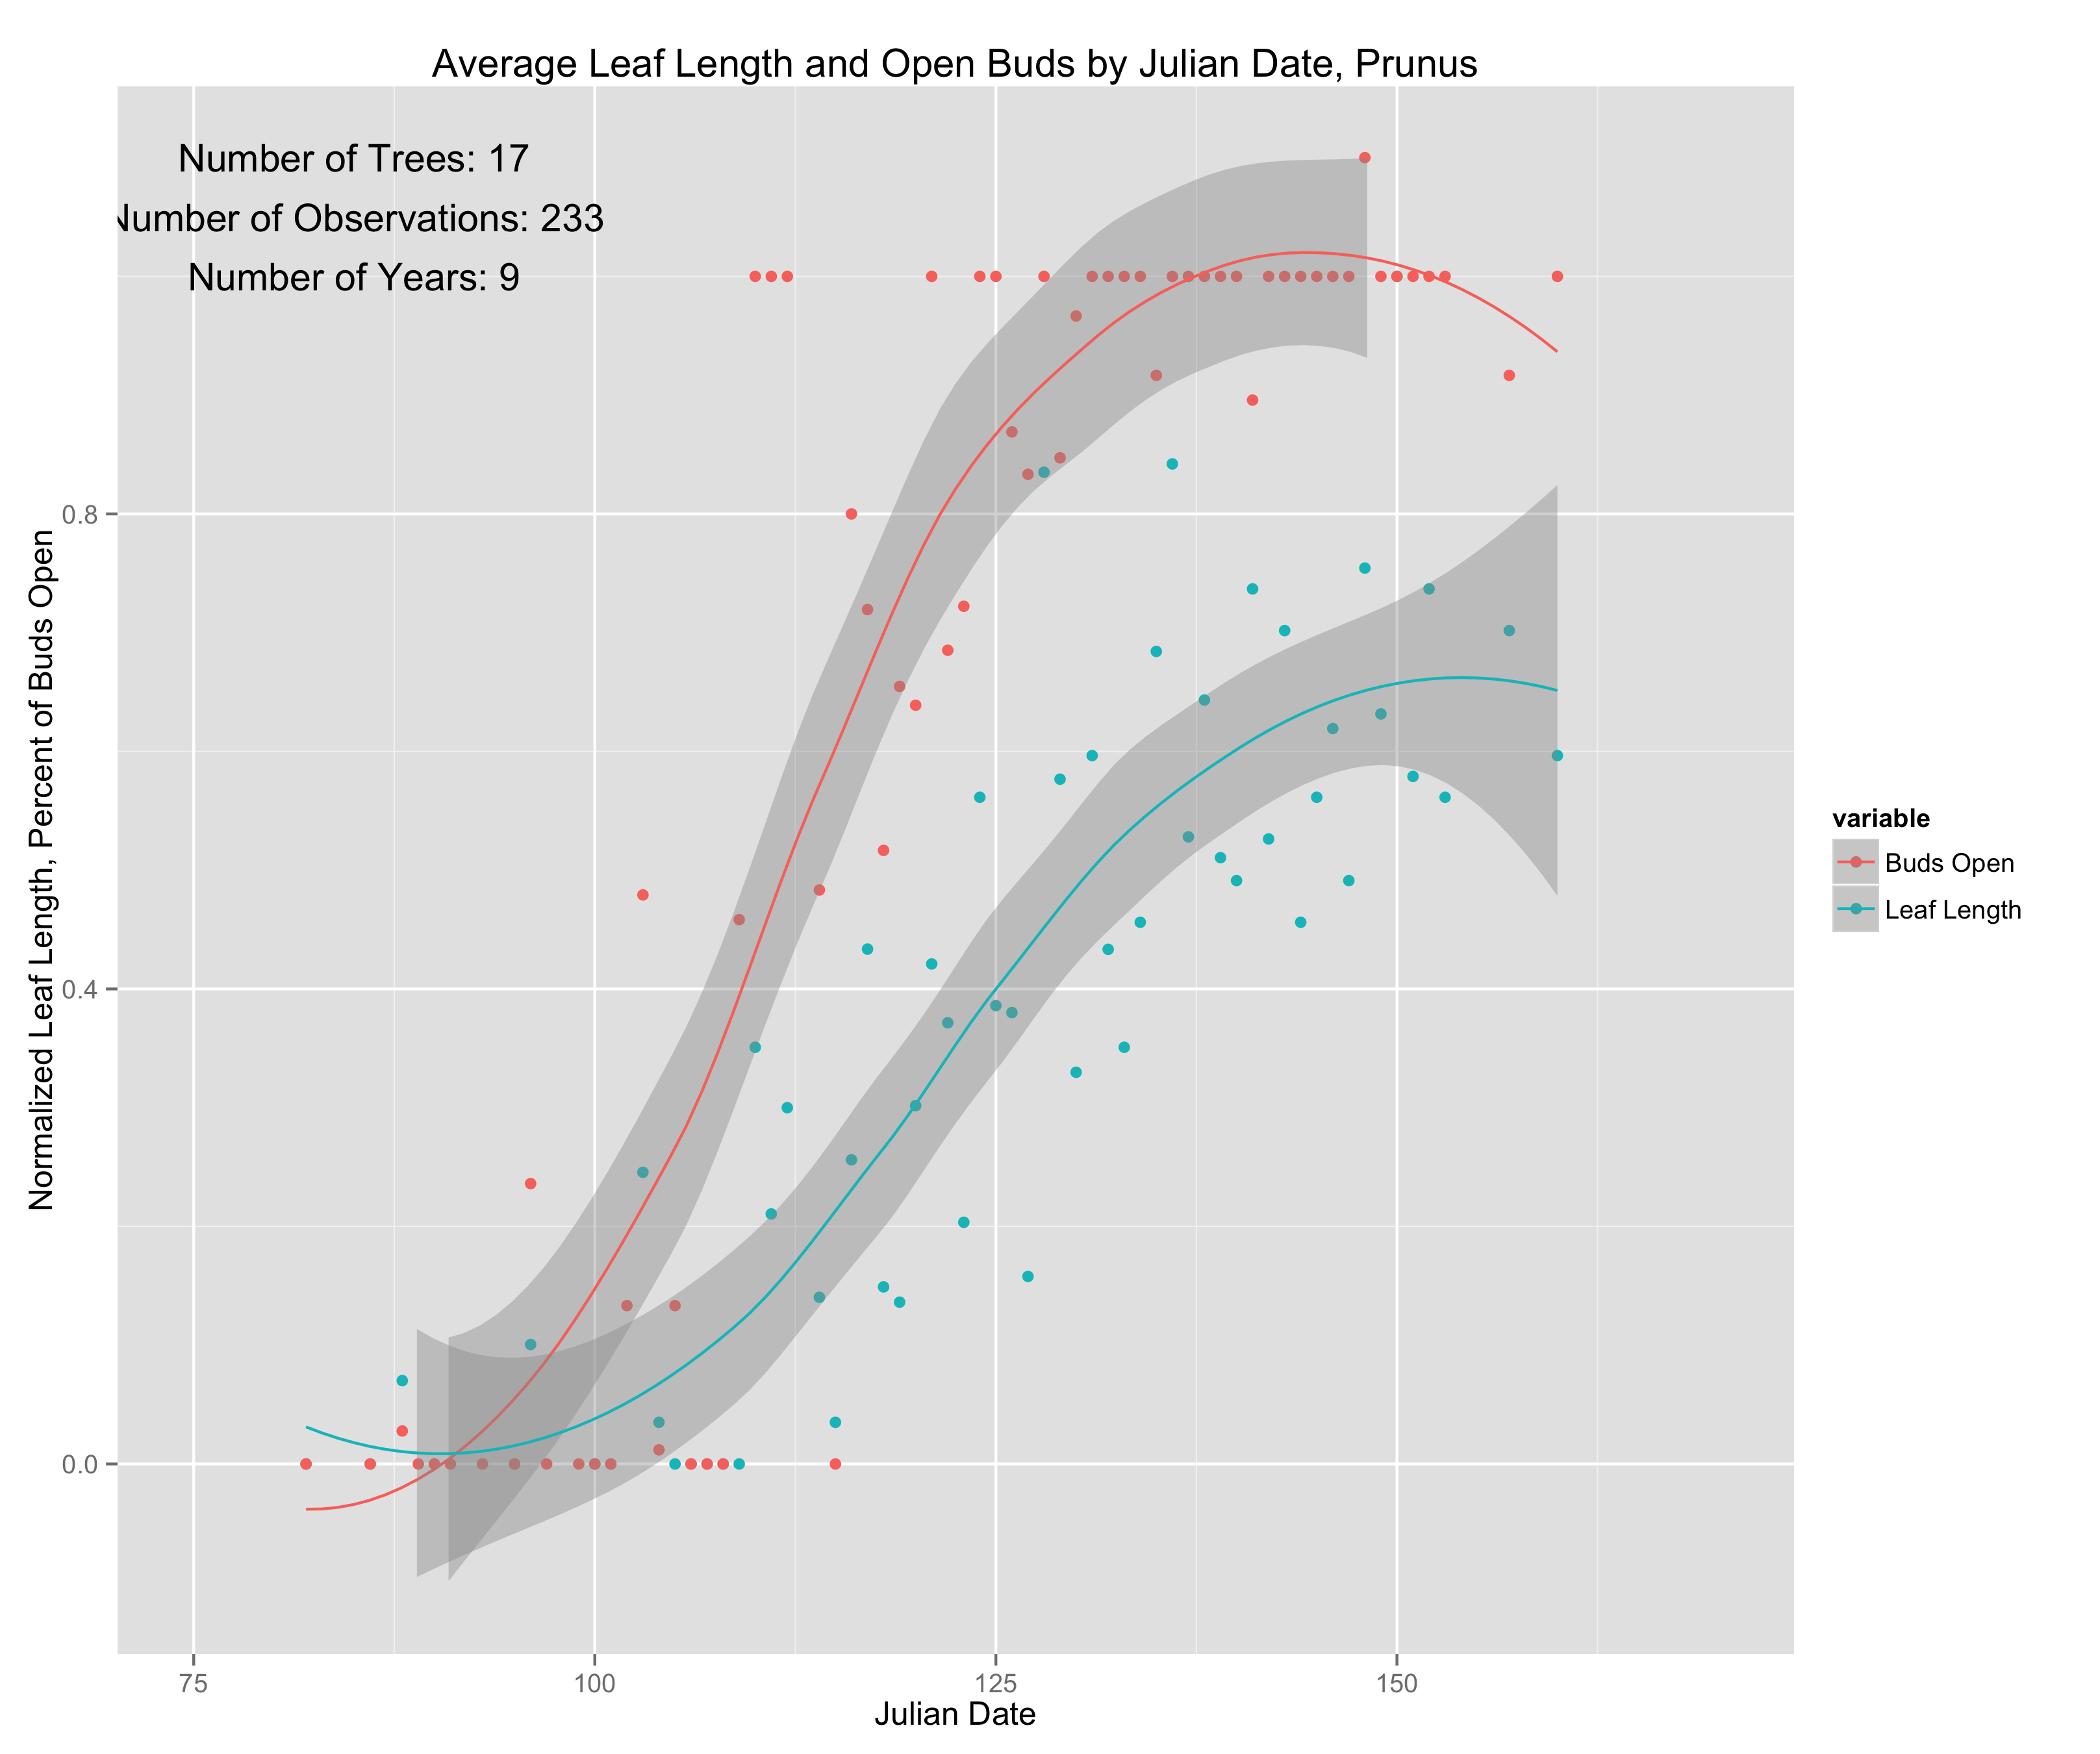 Average Leaf Length and Open Buds by Julian Date, Prunus
Number of Trees: 17
Number of Observations: 233
Number of Years: 9
0.8
0.4
0.0
Normalized Leaf Length, Percent of Buds Open
75
100
125
150
Julian Date
variable
Buds Open
Leaf Length